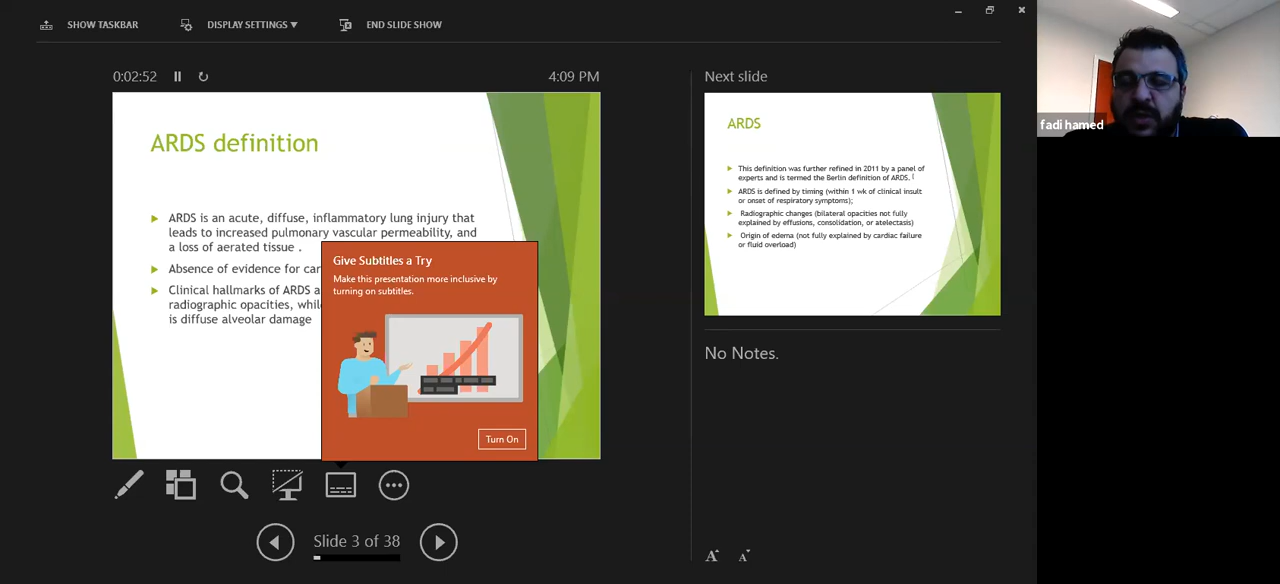 SHOW TASKBAR
DISPLAY SETTINGS ▼
END SLIDE SHOW
0:02:52
4:09 PM
ARDS definition
ARDS is an acute, diffuse, inflammatory lung injury that
leads to increased pulmonary vascular permeability, and
a loss of aerated tissue .
Absence of evidence for car
Clinical hallmarks of ARDS a
radiographic opacities, while
is diffuse alveolar damage
Give Subtitles a Try
Make this presentation more inclusive by
turning on subtitles.
Turn On
Slide 3 of 38
Next slide
ARDS
This definition was further refined in 2011 by a panel of
experts and is termed the Berlin definition of ARDS.
ARDS is defined by timing (within 1 wk of clinical insult
or onset of respiratory symptoms);
Radiographic changes (bilateral opacities not fully
explained by effusions, consolidation, or atelectasis)
Origin of edema (not fully explained by cardiac failure
or fluid overload)
No Notes.
A A
fadi hamed